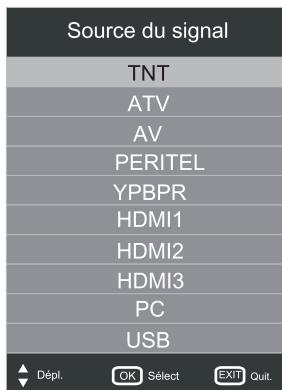 Source du signal
TNT
ATV
AV
PERITEL
YPBPR
HDMI1
HDMI2
HDMI3
PC
USB
Dépl. OK Sélect EXIT Quit.